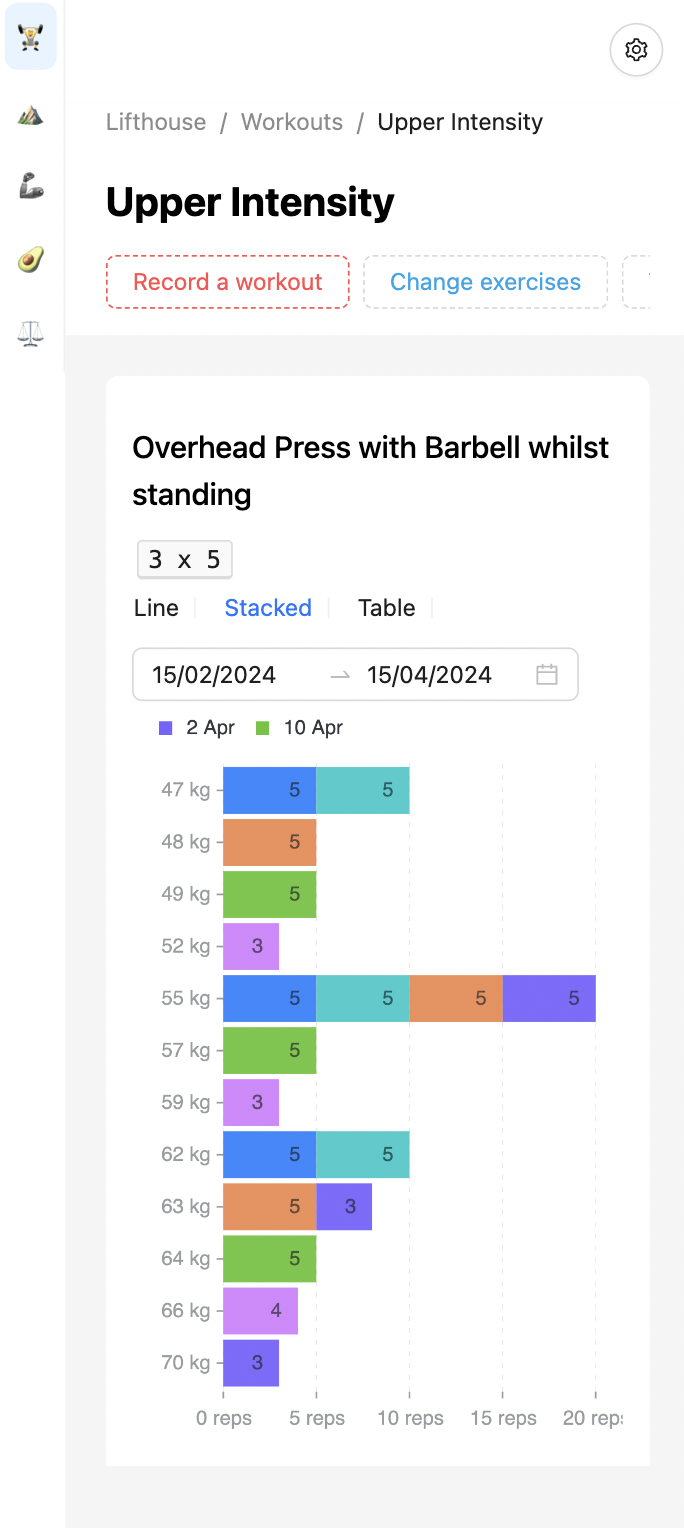 Lifthouse / Workouts / Upper Intensity
Upper Intensity
Record a workout
Change exercises
Overhead Press with Barbell whilst
standing
3 x 5
Line
Stacked
Table
15/02/2024
15/04/2024
2 Apr
10 Apr
47 kg 5 5
48 kg 5
49 kg 5
52 kg 3
55 kg 5 5 5 5
57 kg 5
59 kg 3
62 kg 5 5
63 kg 5 3
64 kg 5
66 kg 4
70 kg 3
0 reps 5 reps 10 reps 15 reps 20 reps